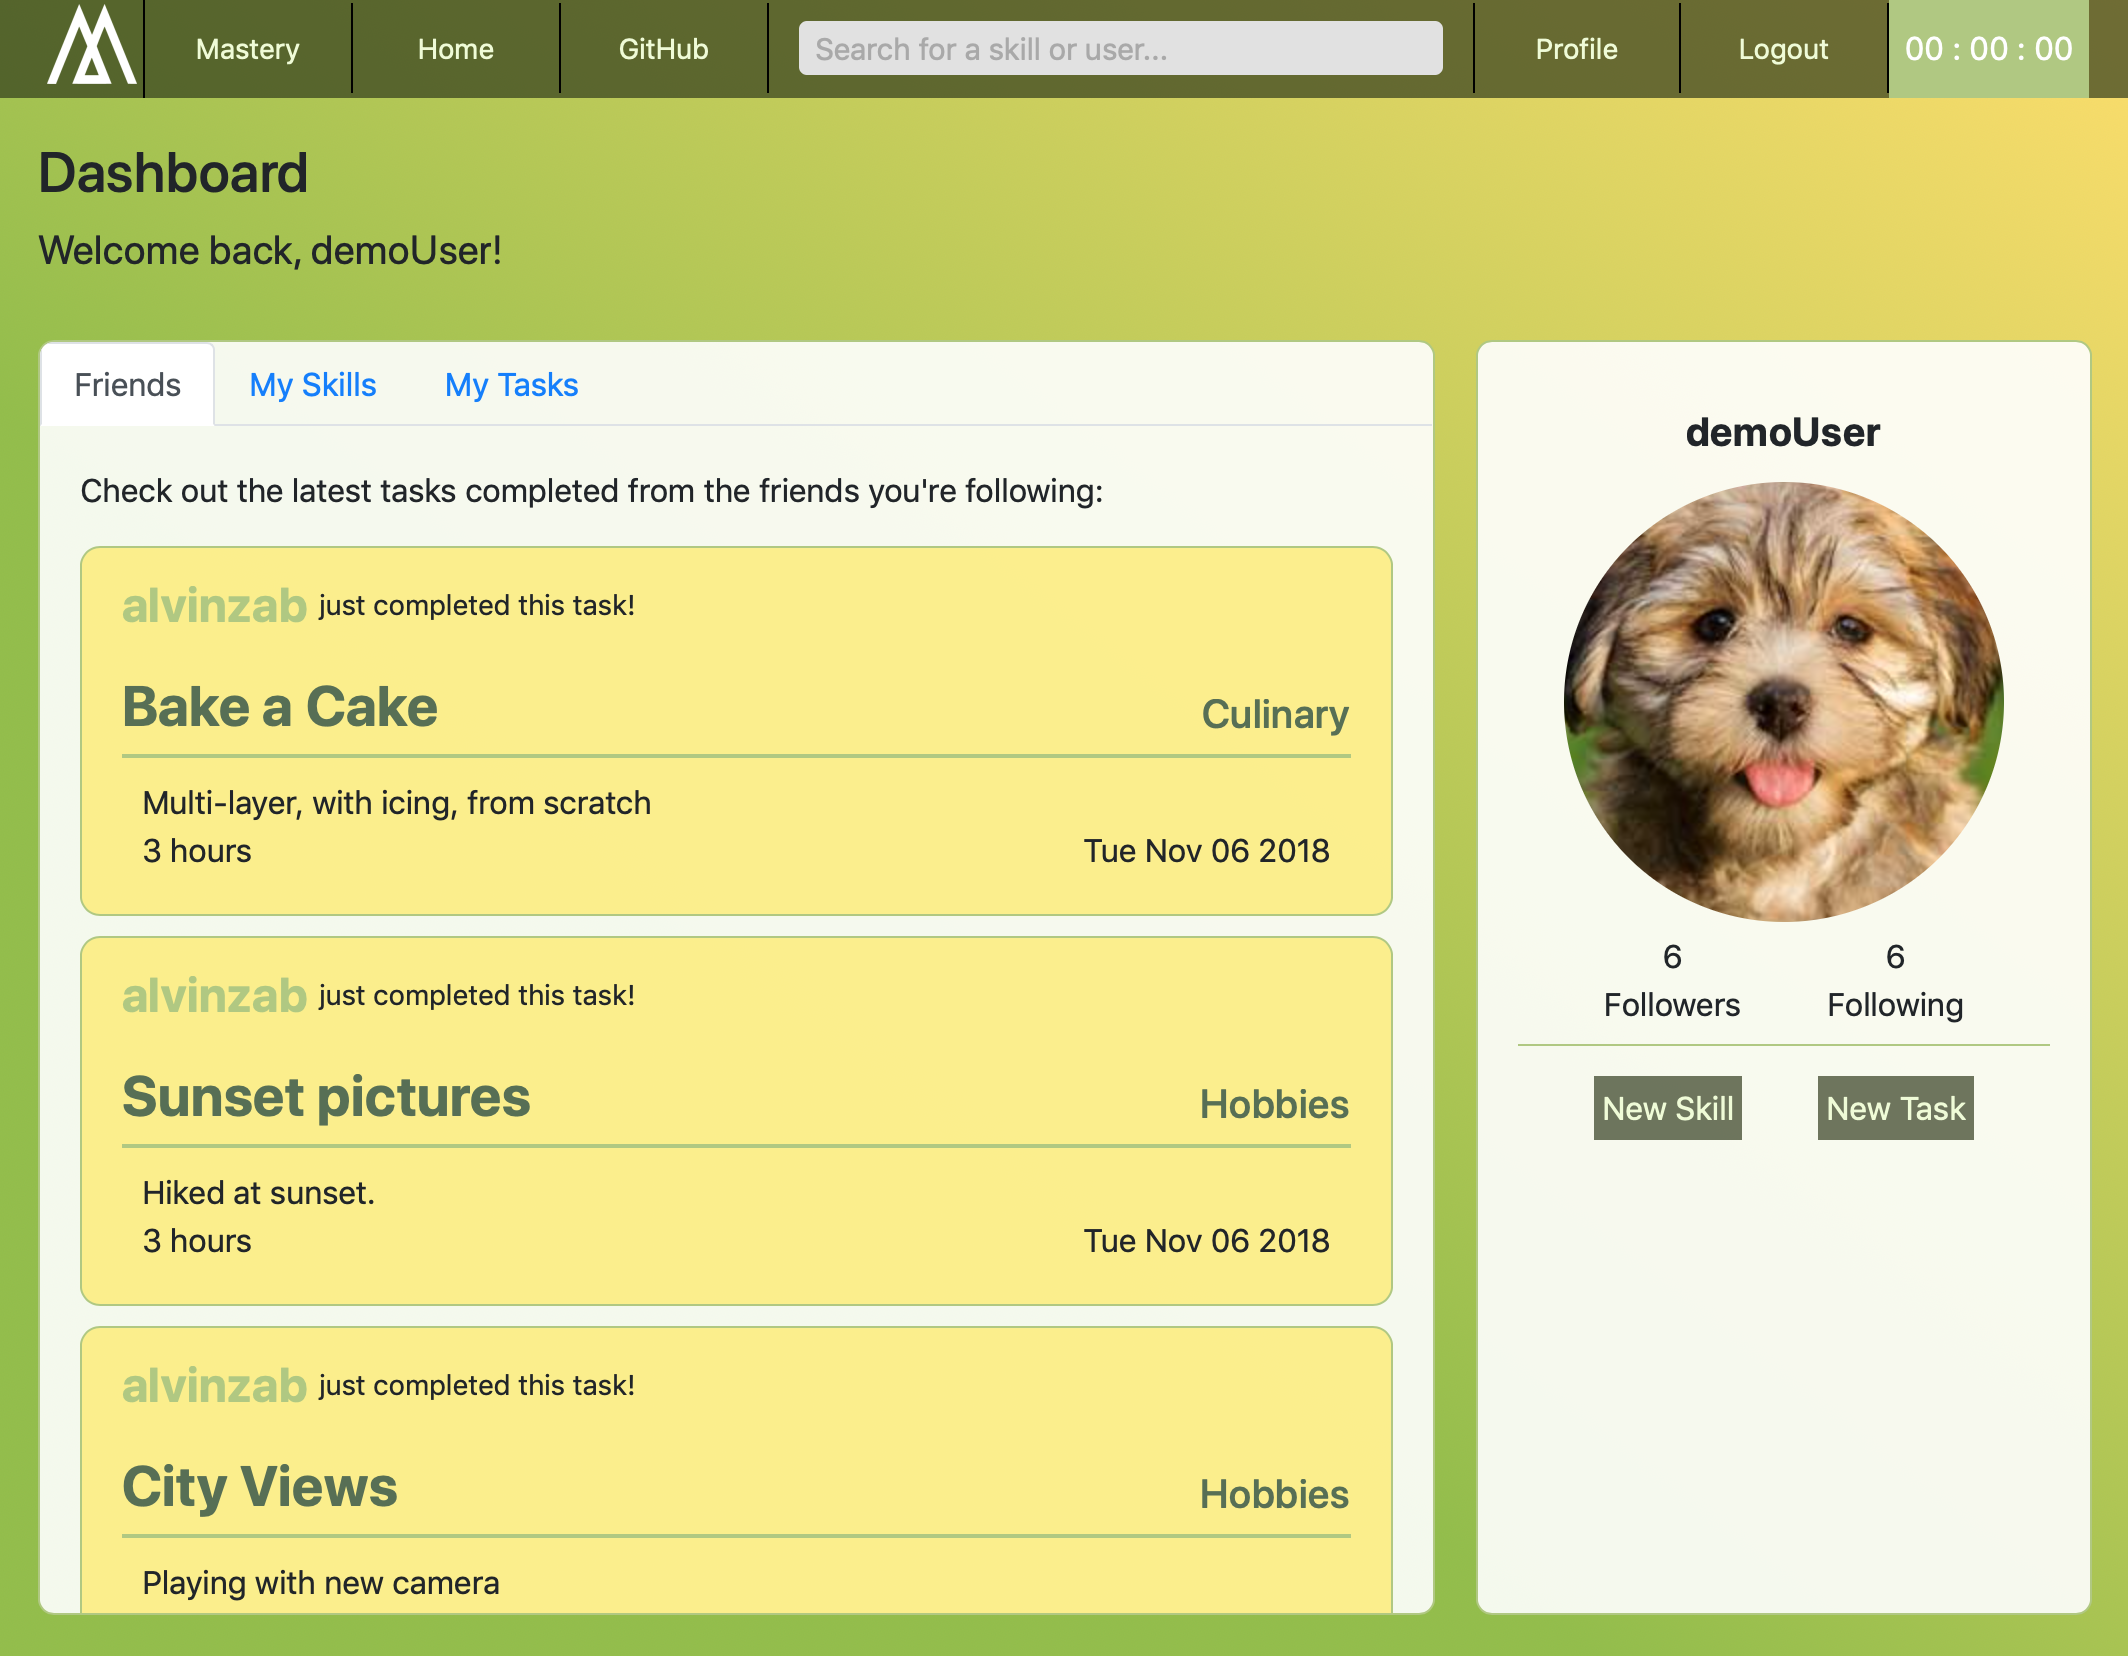 Mastery
Home
GitHub
Search for a skill or user...
Profile
Logout
00 : 00 : 00
Dashboard
Welcome back, demoUser!
Friends
My Skills
My Tasks
Check out the latest tasks completed from the friends you're following:
alvinzab just completed this task!
Bake a Cake
Culinary
Multi-layer, with icing, from scratch
3 hours
Tue Nov 06 2018
alvinzab just completed this task!
Sunset pictures
Hobbies
Hiked at sunset.
3 hours
Tue Nov 06 2018
alvinzab just completed this task!
City Views
Hobbies
Playing with new camera
demoUser
6
Followers
6
Following
New Skill
New Task